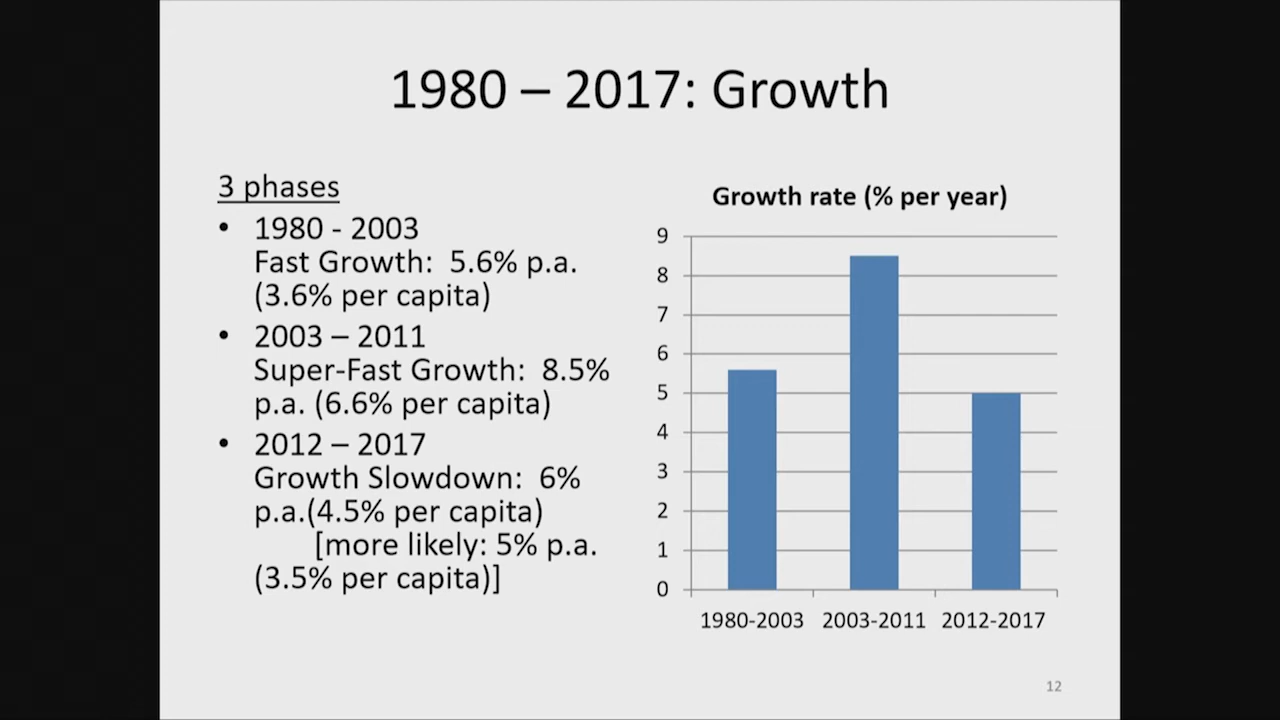 1980 – 2017: Growth
3 phases
• 1980 - 2003
Fast Growth:  5.6% p.a.
(3.6% per capita)
• 2003 – 2011
Super-Fast Growth:  8.5%
p.a. (6.6% per capita)
• 2012 – 2017
Growth Slowdown:  6%
p.a.(4.5% per capita)
[more likely: 5% p.a.
(3.5% per capita)]
Growth rate (% per year)
9
8
7
6
5
4
3
2
1
0
1980-2003 2003-2011 2012-2017
12